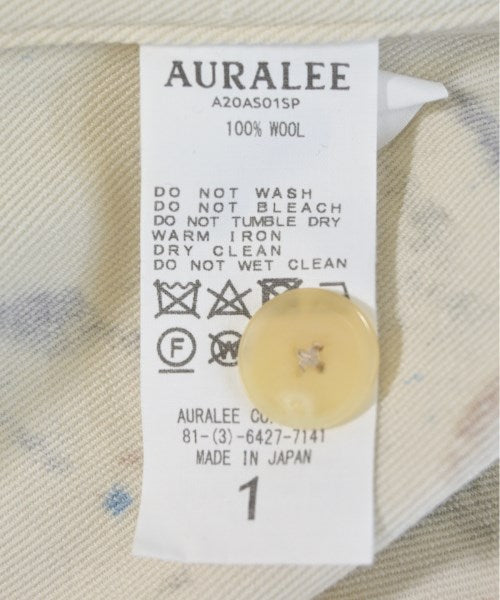 AURALEE
A20AS01SP
100% WOOL
DO NOT WASH
DO NOT BLEACH
DO NOT TUMBLE DRY
WARM IRON
DRY CLEAN
DO NOT WET CLEAN
F W
AURALEE
81-(3)-6427-7141
MADE IN JAPAN
1